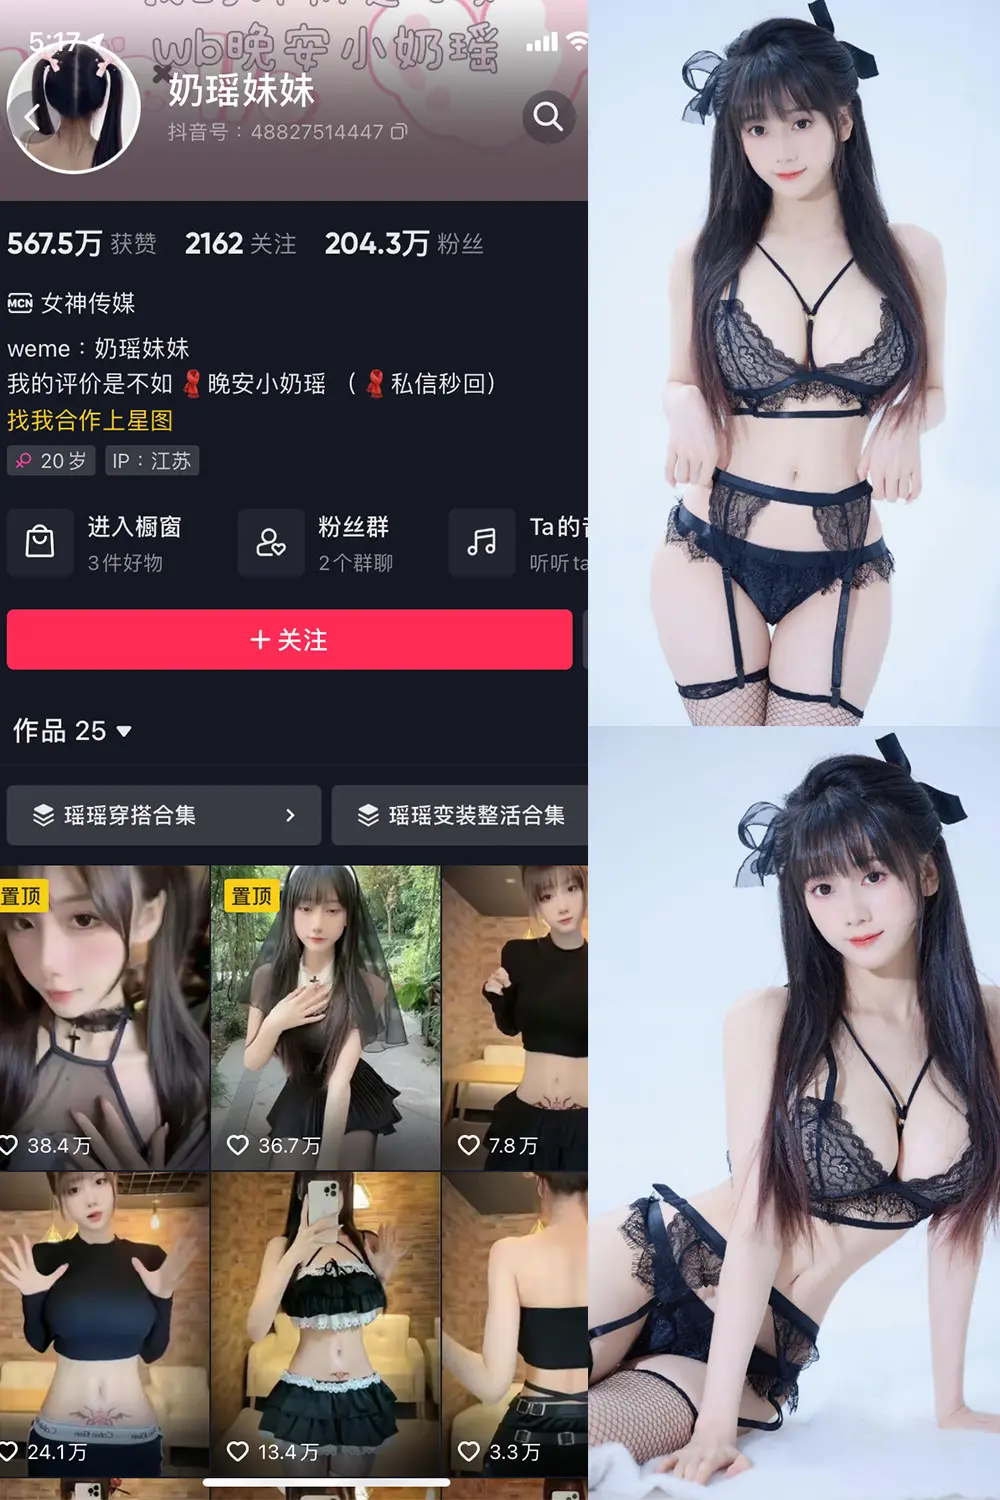 5:17
wb晚安小奶瑶
奶瑶妹妹
抖音号：48827514447
567.5万 获赞 2162 关注 204.3万 粉丝
MCN 女神传媒
weme：奶瑶妹妹
我的评价是不如 晚安小奶瑶 （ 私信秒回）
找我合作上星图
20岁 IP：江苏
进入橱窗 粉丝群 Ta的
3件好物 2个群聊 听听ta
+ 关注
作品 25
瑶瑶穿搭合集 瑶瑶变装整活合集
置顶 置顶
38.4万 36.7万 7.8万
24.1万 13.4万 3.3万